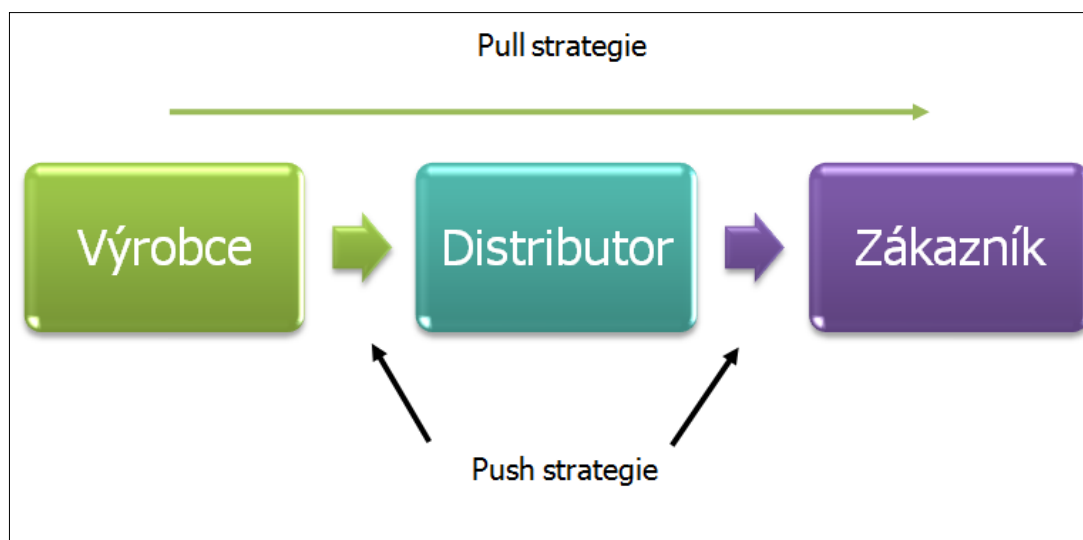 Pull strategie
Výrobce
Distributor
Zákazník
Push strategie